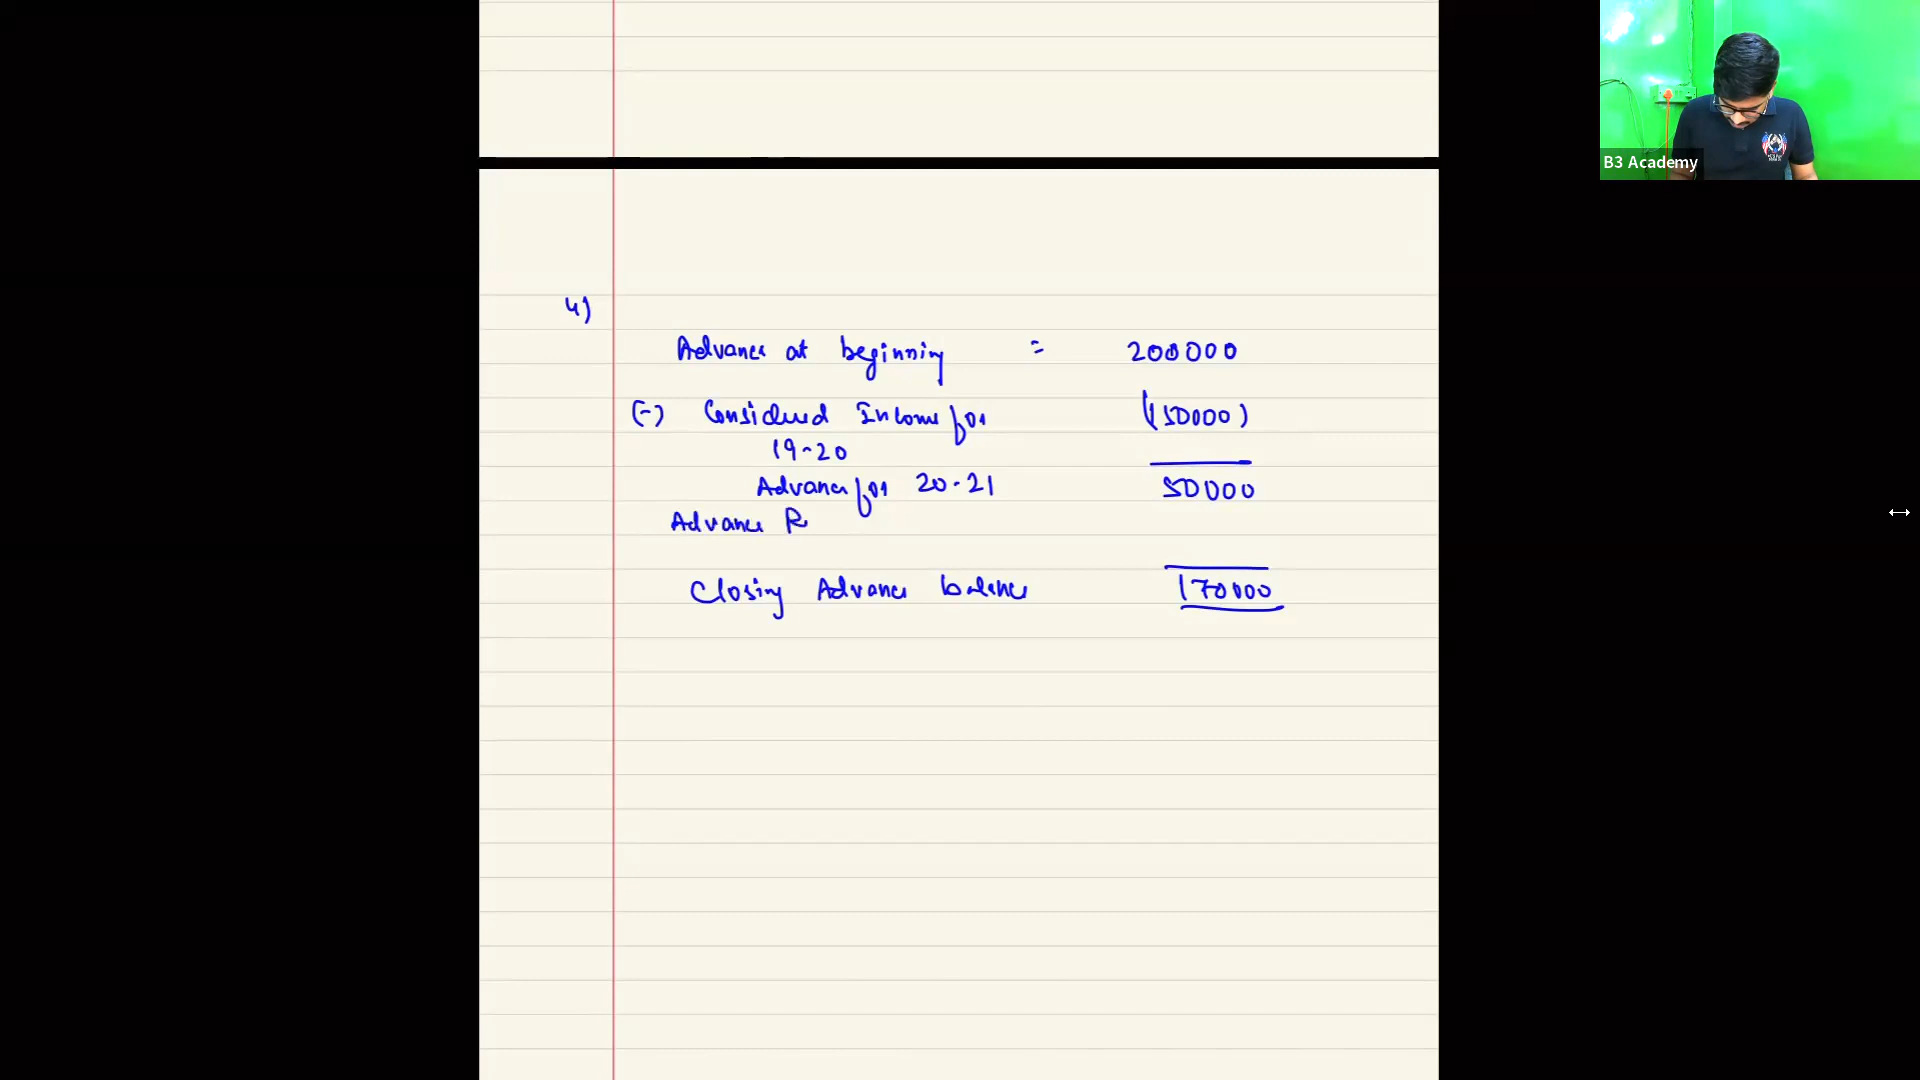 B3 Academy
4)
Advance at beginning = 200000
(-) Considered Income for (150000)
19-20
Advance for 20-21 50000
Advance R
Closing Advance balance 170000